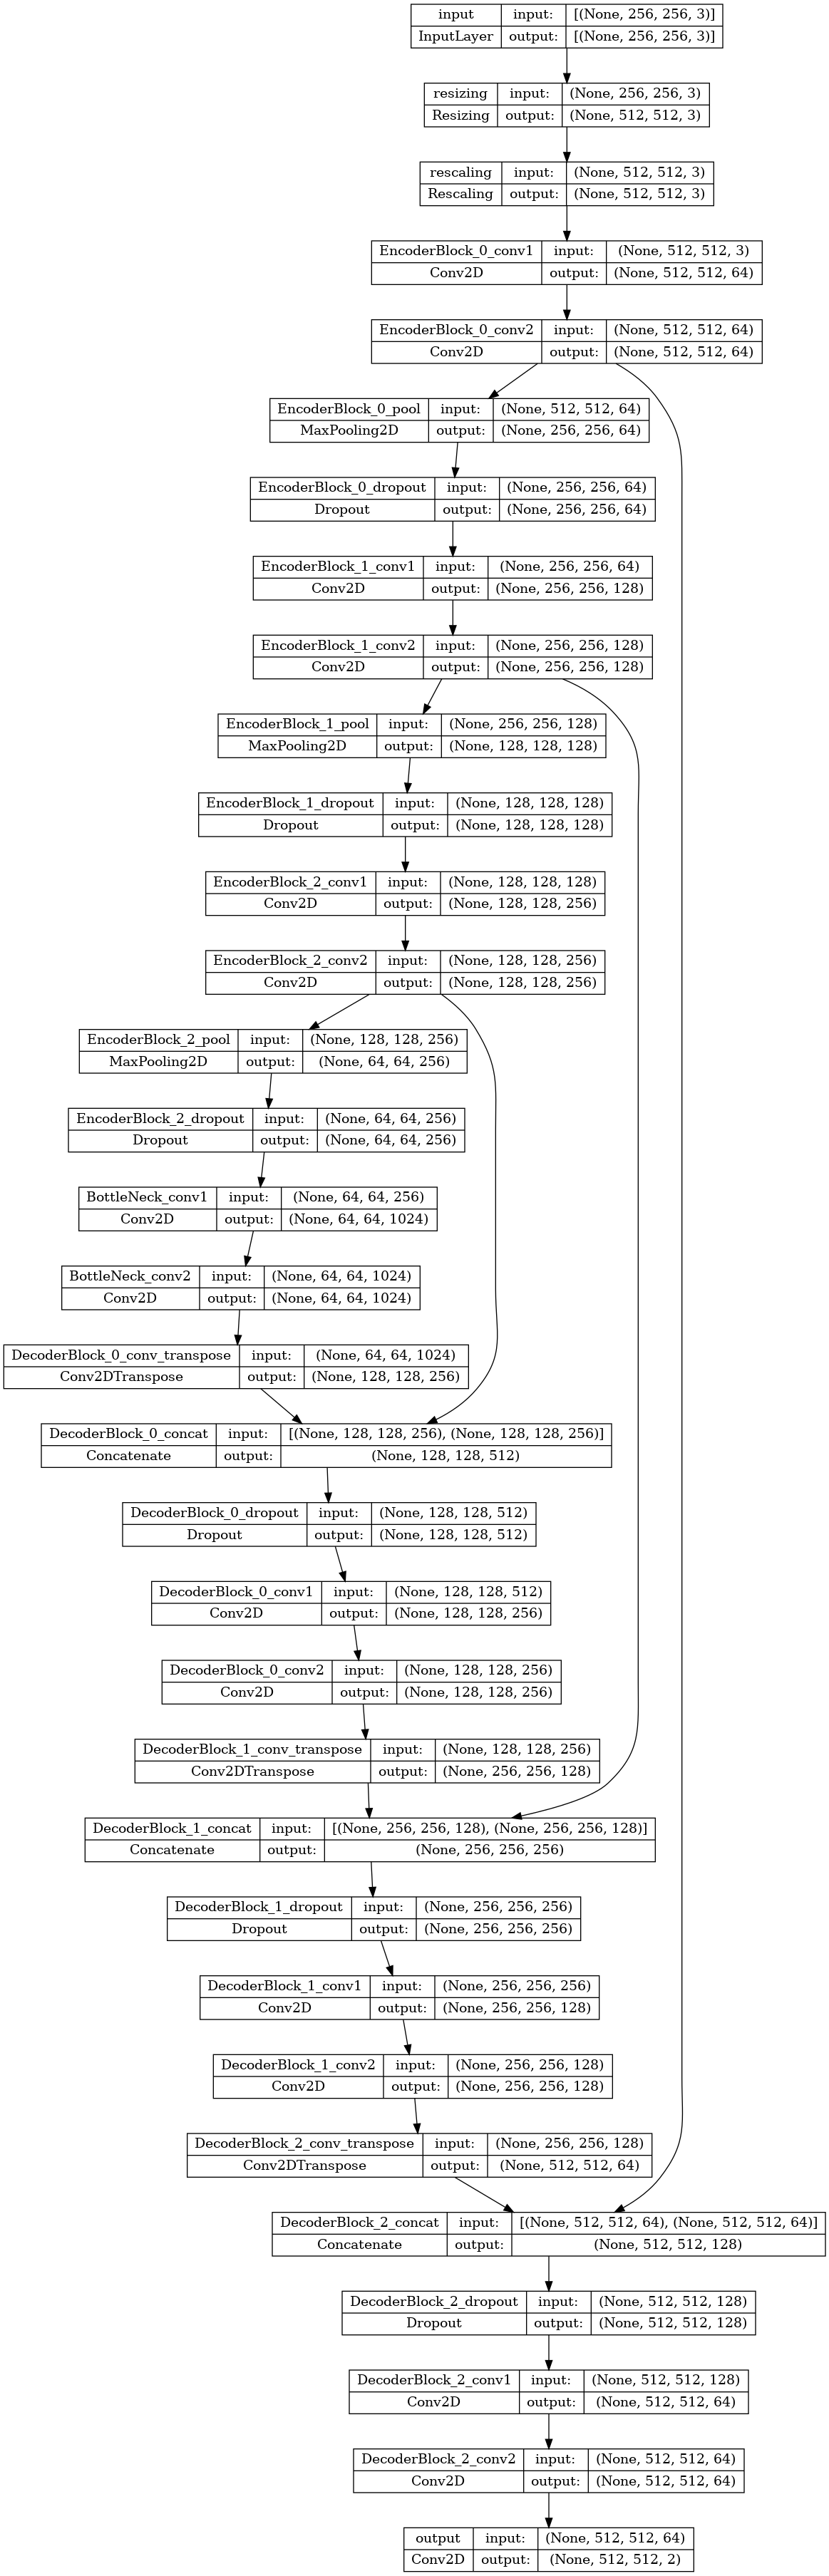 input input: [(None, 256, 256, 3)]
InputLayer output: [(None, 256, 256, 3)]
resizing input: (None, 256, 256, 3)
Resizing output: (None, 512, 512, 3)
rescaling input: (None, 512, 512, 3)
Rescaling output: (None, 512, 512, 3)
EncoderBlock_0_conv1 input: (None, 512, 512, 3)
Conv2D output: (None, 512, 512, 64)
EncoderBlock_0_conv2 input: (None, 512, 512, 64)
Conv2D output: (None, 512, 512, 64)
EncoderBlock_0_pool input: (None, 512, 512, 64)
MaxPooling2D output: (None, 256, 256, 64)
EncoderBlock_0_dropout input: (None, 256, 256, 64)
Dropout output: (None, 256, 256, 64)
EncoderBlock_1_conv1 input: (None, 256, 256, 64)
Conv2D output: (None, 256, 256, 128)
EncoderBlock_1_conv2 input: (None, 256, 256, 128)
Conv2D output: (None, 256, 256, 128)
EncoderBlock_1_pool input: (None, 256, 256, 128)
MaxPooling2D output: (None, 128, 128, 128)
EncoderBlock_1_dropout input: (None, 128, 128, 128)
Dropout output: (None, 128, 128, 128)
EncoderBlock_2_conv1 input: (None, 128, 128, 128)
Conv2D output: (None, 128, 128, 256)
EncoderBlock_2_conv2 input: (None, 128, 128, 256)
Conv2D output: (None, 128, 128, 256)
EncoderBlock_2_pool input: (None, 128, 128, 256)
MaxPooling2D output: (None, 64, 64, 256)
EncoderBlock_2_dropout input: (None, 64, 64, 256)
Dropout output: (None, 64, 64, 256)
BottleNeck_conv1 input: (None, 64, 64, 256)
Conv2D output: (None, 64, 64, 1024)
BottleNeck_conv2 input: (None, 64, 64, 1024)
Conv2D output: (None, 64, 64, 1024)
DecoderBlock_0_conv_transpose input: (None, 64, 64, 1024)
Conv2DTranspose output: (None, 128, 128, 256)
DecoderBlock_0_concat input: [(None, 128, 128, 256), (None, 128, 128, 256)]
Concatenate output: (None, 128, 128, 512)
DecoderBlock_0_dropout input: (None, 128, 128, 512)
Dropout output: (None, 128, 128, 512)
DecoderBlock_0_conv1 input: (None, 128, 128, 512)
Conv2D output: (None, 128, 128, 256)
DecoderBlock_0_conv2 input: (None, 128, 128, 256)
Conv2D output: (None, 128, 128, 256)
DecoderBlock_1_conv_transpose input: (None, 128, 128, 256)
Conv2DTranspose output: (None, 256, 256, 128)
DecoderBlock_1_concat input: [(None, 256, 256, 128), (None, 256, 256, 128)]
Concatenate output: (None, 256, 256, 256)
DecoderBlock_1_dropout input: (None, 256, 256, 256)
Dropout output: (None, 256, 256, 256)
DecoderBlock_1_conv1 input: (None, 256, 256, 256)
Conv2D output: (None, 256, 256, 128)
DecoderBlock_1_conv2 input: (None, 256, 256, 128)
Conv2D output: (None, 256, 256, 128)
DecoderBlock_2_conv_transpose input: (None, 256, 256, 128)
Conv2DTranspose output: (None, 512, 512, 64)
DecoderBlock_2_concat input: [(None, 512, 512, 64), (None, 512, 512, 64)]
Concatenate output: (None, 512, 512, 128)
DecoderBlock_2_dropout input: (None, 512, 512, 128)
Dropout output: (None, 512, 512, 128)
DecoderBlock_2_conv1 input: (None, 512, 512, 128)
Conv2D output: (None, 512, 512, 64)
DecoderBlock_2_conv2 input: (None, 512, 512, 64)
Conv2D output: (None, 512, 512, 64)
output input: (None, 512, 512, 64)
Conv2D output: (None, 512, 512, 2)